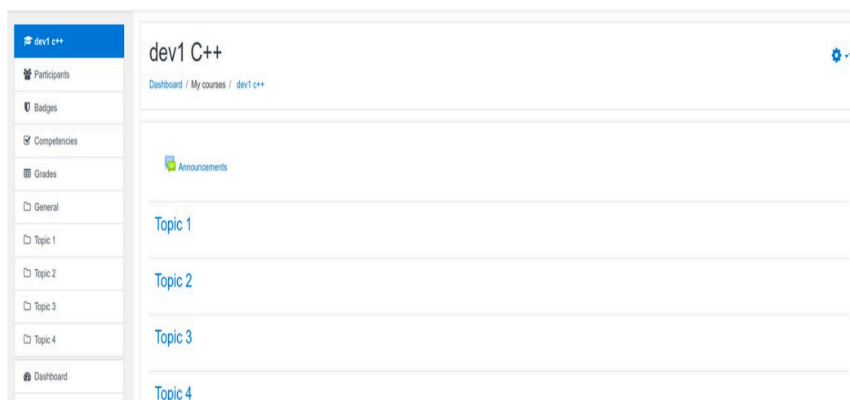 dev1 c++
Participants
Badges
Competencies
Grades
General
Topic 1
Topic 2
Topic 3
Topic 4
Dashboard
dev1 C++
Dashboard / My courses / dev1 c++
Announcements
Topic 1
Topic 2
Topic 3
Topic 4